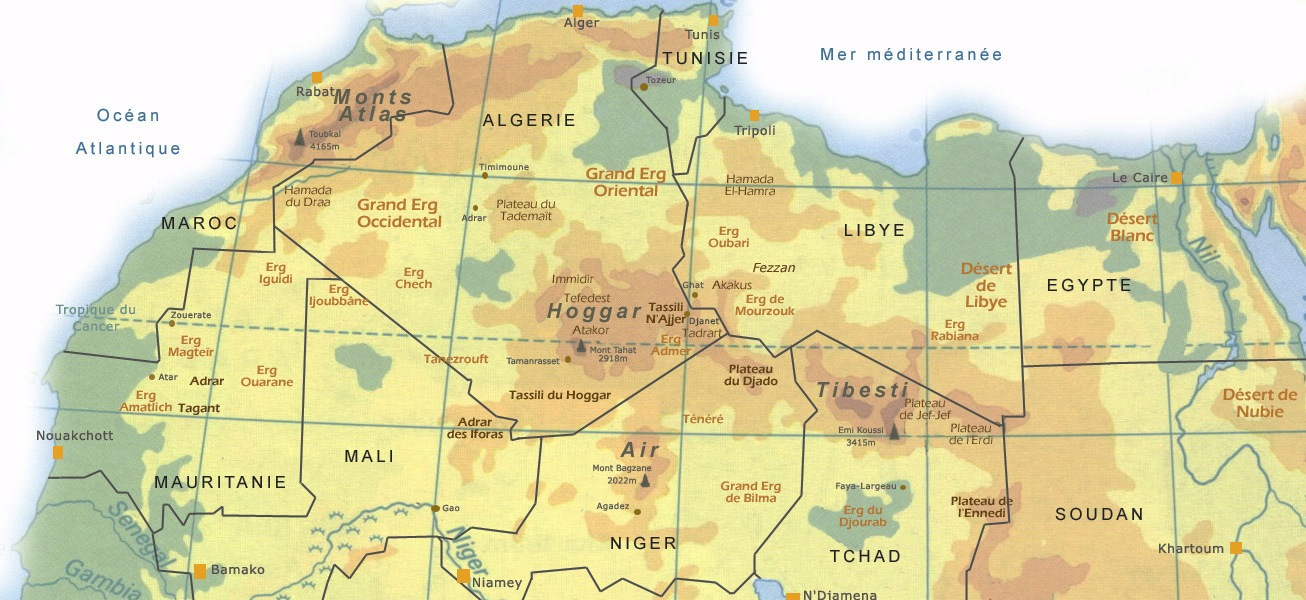 Alger
Tunis
TUNISIE
Mer méditerranée
Tozeur
Rabat
Monts
Atlas
Océan
Atlantique
Toubkal
4165m
ALGERIE
Tripoli
Timimoune
Grand Erg
Oriental
Hamada
El-Hamra
Le Caire
Hamada
du Draa
Grand Erg
Occidental
Adrar
Plateau du
Tademait
MAROC
Désert
Blanc
LIBYE
Erg
Oubari
Nil
Erg
Iguidi
Erg
Chech
Immidir
Fezzan
Désert
de
Libye
EGYPTE
Erg
Ijoubbâne
Tefedest
Hoggar
Atakor
Tassili
N'Ajjer
Ghat
Akakus
Erg de
Mourzouk
Djanet
Tadrart
Erg
Admer
Erg
Rabiana
Tropique du
Cancer
Zouerate
Erg
Magteir
Mont Tahat
2918m
Tanezrouft
Tamanrasset
Atar
Adrar
Erg
Ouarane
Plateau
du Djado
Tibesti
Erg
Amatlich
Tagant
Tassili du Hoggar
Plateau
de Jef-Jef
Désert de
Nubie
Adrar
des Iforas
Ténéré
Emi Koussi
3415m
Plateau
de l'Erdi
Nouakchott
MALI
Air
Mont Bagzane
2022m
MAURITANIE
Grand Erg
de Bilma
Faya-Largeau
Erg du
Djourab
Plateau de
l'Ennedi
SOUDAN
Agadez
Gao
Senegal
Niger
NIGER
TCHAD
Khartoum
Gambia
Bamako
Niamey
N'Djamena